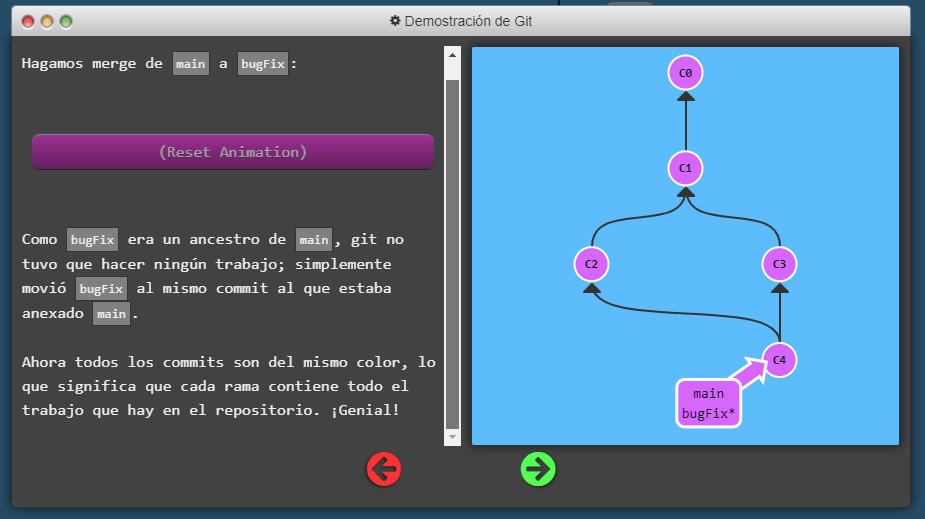 Demostración de Git
Hagamos merge de main a bugFix:
(Reset Animation)
Como bugFix era un ancestro de main, git no
tuvo que hacer ningún trabajo; simplemente
movió bugFix al mismo commit al que estaba
anexado main.
Ahora todos los commits son del mismo color, lo
que significa que cada rama contiene todo el
trabajo que hay en el repositorio. ¡Genial!
C0
C1
C2
C3
C4
main
bugFix*